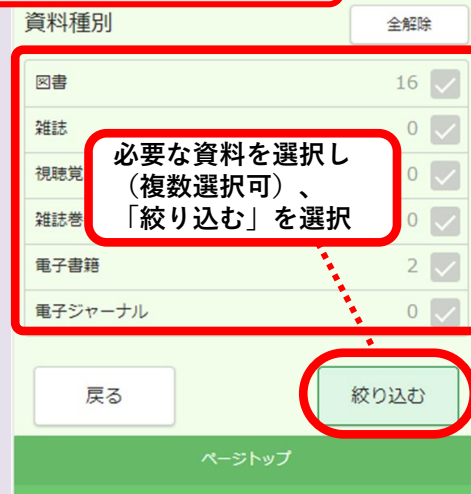 資料種別
全解除
図書 16
雑誌 0
視聴覚 0
雑誌巻 0
電子書籍 2
電子ジャーナル 0
必要な資料を選択し
（複数選択可）、
「絞り込む」を選択
戻る
絞り込む
ページトップ